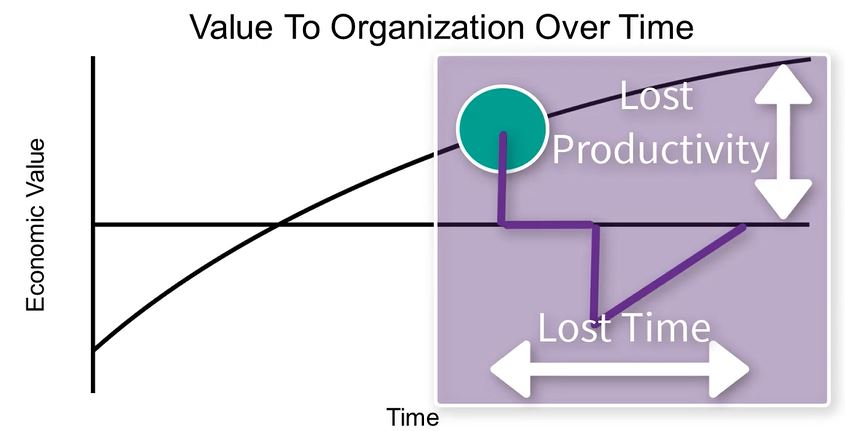 Value To Organization Over Time
Economic Value
Lost
Productivity
Lost Time
Time